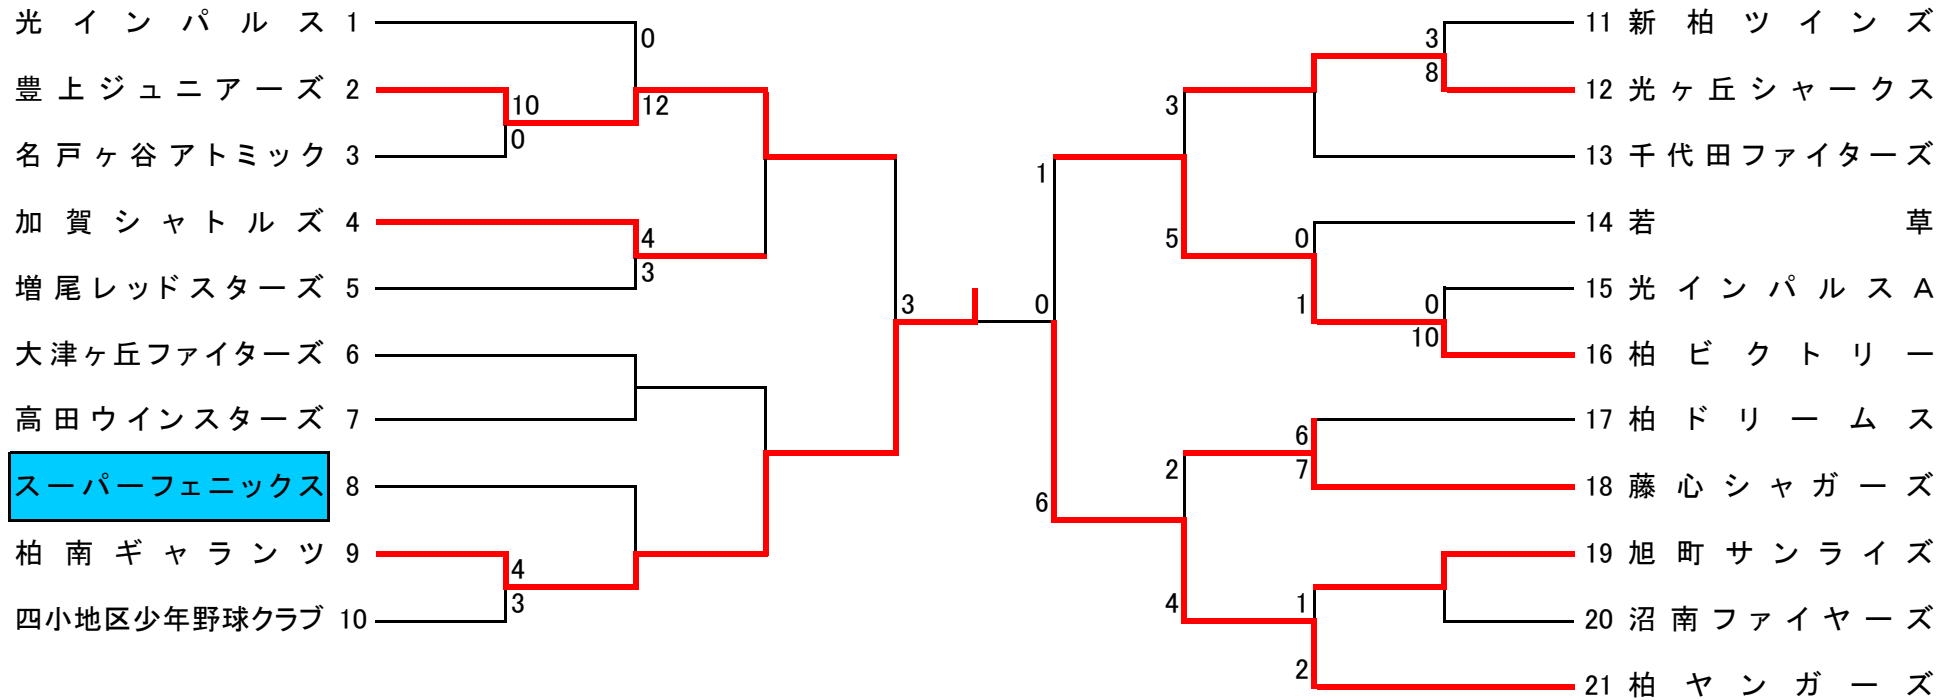 光インパルス 1
0
豊上ジュニアーズ 2
10
12
0
名戸ヶ谷アトミック 3
加賀シャトルズ 4
4
3
増尾レッドスターズ 5
3
大津ヶ丘ファイターズ 6
高田ウインスターズ 7
スーパーフェニックス 8
柏南ギャランツ 9
4
3
四小地区少年野球クラブ 10
11 新柏ツインズ
3
8
12 光ヶ丘シャークス
3
13 千代田ファイターズ
1
14 若草
5
0
15 光インパルスA
0
1
0
10
16 柏ビクトリー
17 柏ドリームス
6
7
2
18 藤心シャガーズ
6
19 旭町サンライズ
4
1
20 沼南ファイヤーズ
2
21 柏ヤンガーズ